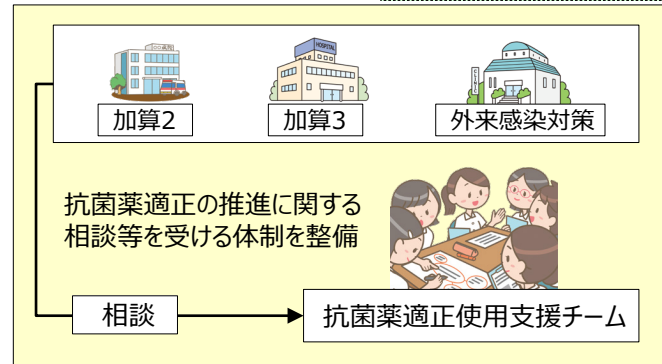 HOSPITAL
加算2
加算3
外来感染対策
抗菌薬適正の推進に関する
相談等を受ける体制を整備
相談
抗菌薬適正使用支援チーム